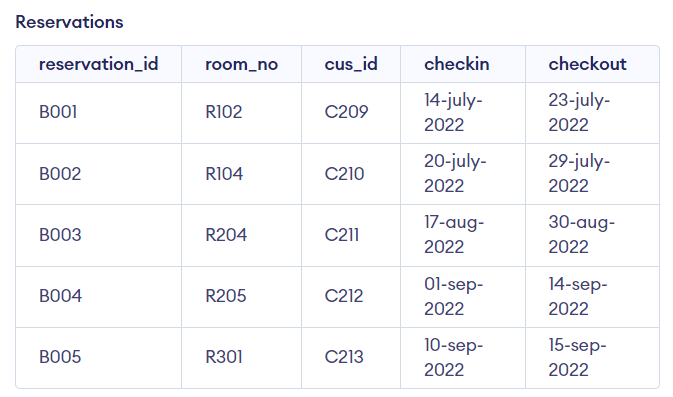 Reservations
reservation_id room_no cus_id checkin checkout
B001 R102 C209 14-july-2022 23-july-2022
B002 R104 C210 20-july-2022 29-july-2022
B003 R204 C211 17-aug-2022 30-aug-2022
B004 R205 C212 01-sep-2022 14-sep-2022
B005 R301 C213 10-sep-2022 15-sep-2022